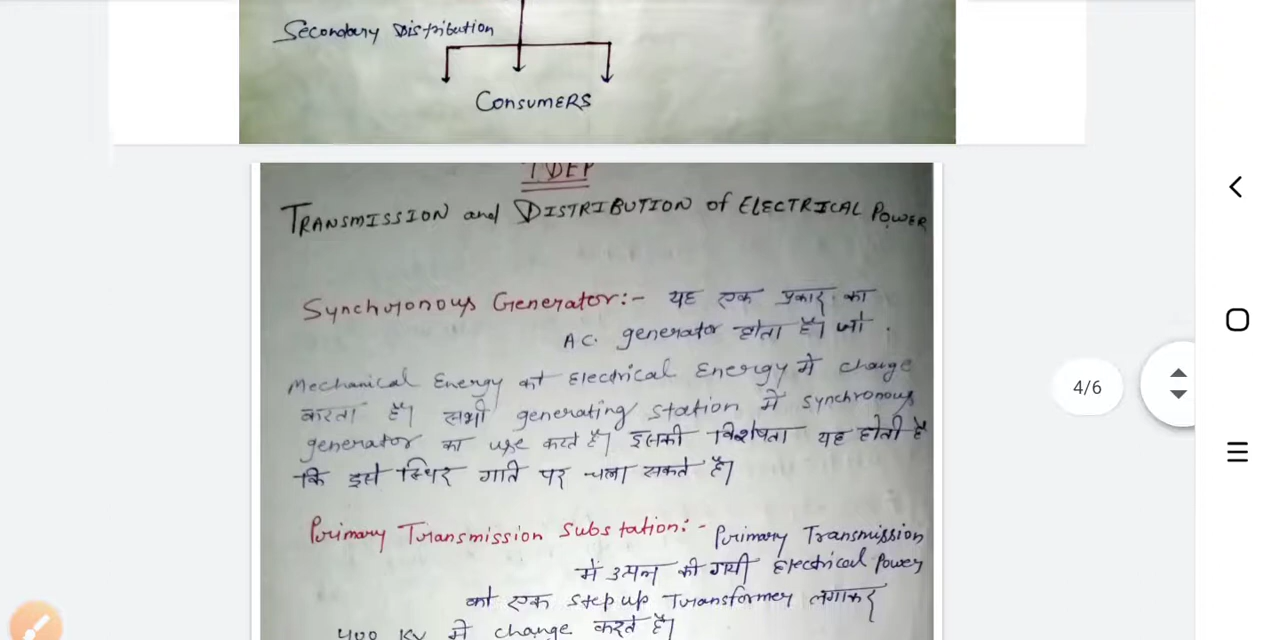 Secondary Distribution
CONSUMERS
TDEP
TRANSMISSION and DISTRIBUTION of ELECTRICAL POWER
Synchronous Generator:- यह एक प्रकार का
A.C. generator होता है। जो
Mechanical Energy को Electrical Energy में change
करता है। सभी generating station में synchronous
generator का use करते है। इसकी विशेषता यह होती है
कि इसे स्थिर गति पर चला सकते है।
Primary Transmission Substation:- Primary Transmission
में उत्पन्न की गयी Electrical Power
को एक step up Transformer लगाकर
400 KV में change करते है।
4/6